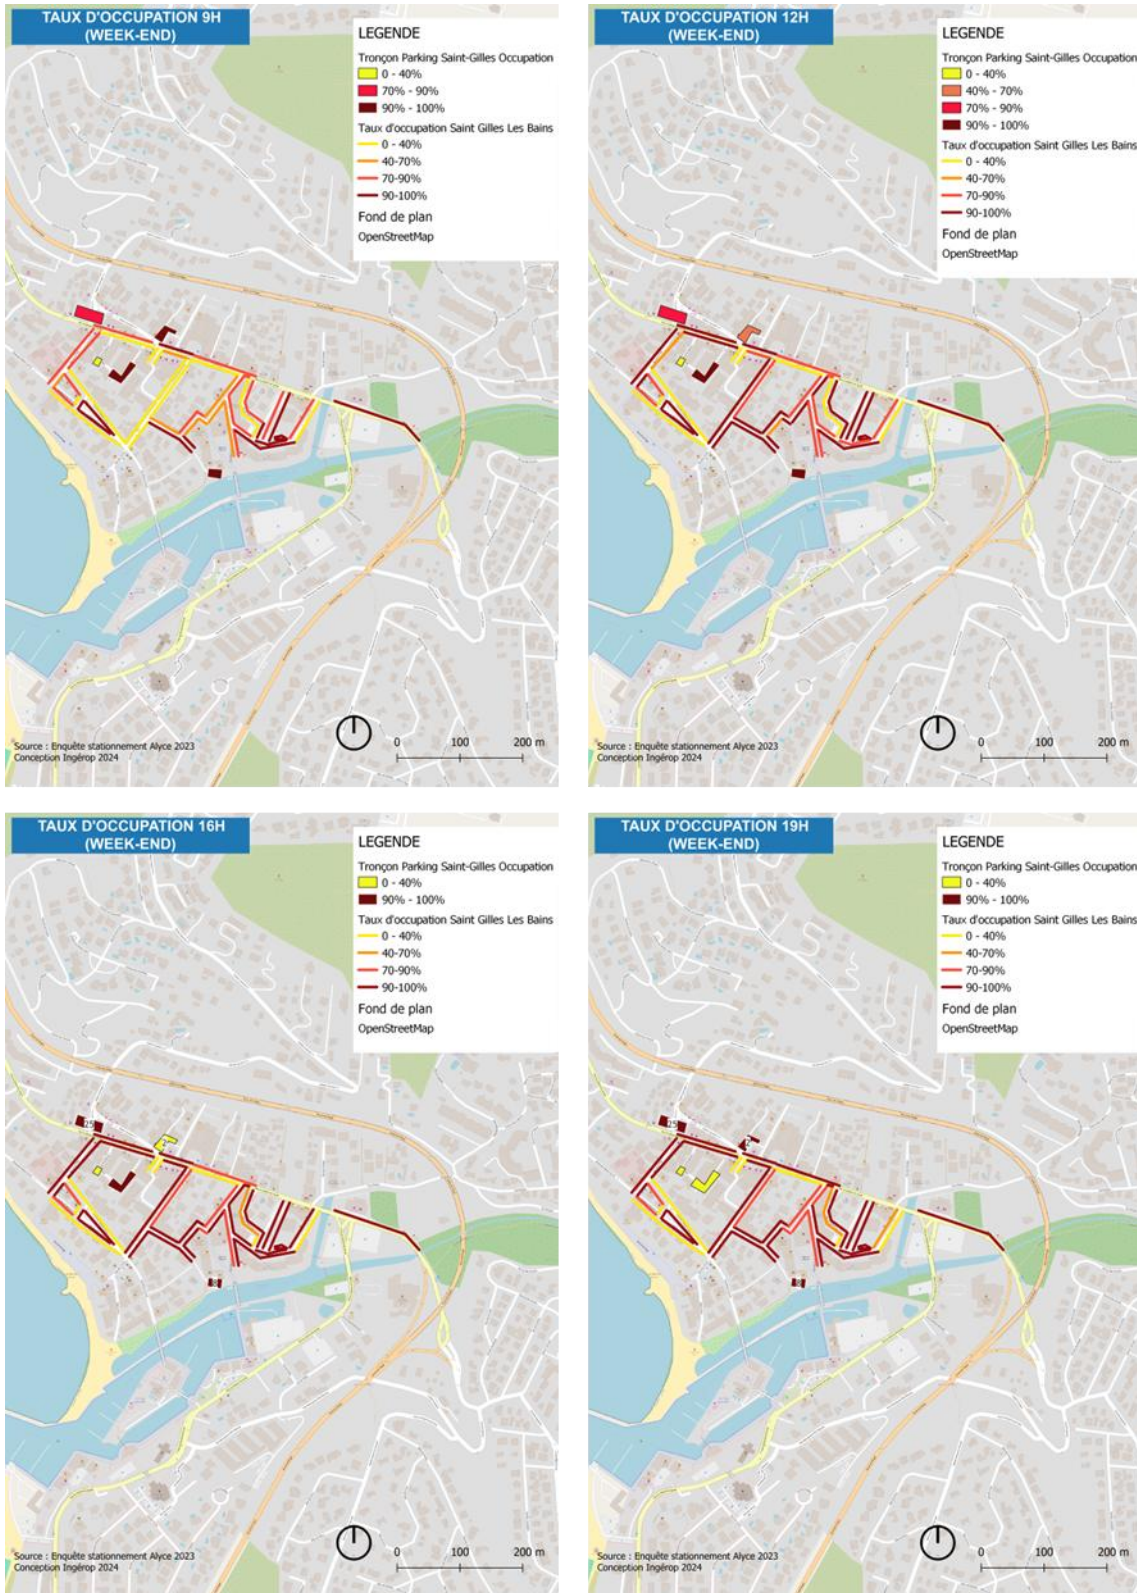 TAUX D'OCCUPATION 9H
(WEEK-END)
LEGENDE
Tronçon Parking Saint-Gilles Occupation
0 - 40%
70% - 90%
90% - 100%
Taux d'occupation Saint Gilles Les Bains
0 - 40%
40-70%
70-90%
90-100%
Fond de plan
OpenStreetMap
Source : Enquête stationnement Alyce 2023
Conception Ingérop 2024
0 100 200 m
TAUX D'OCCUPATION 12H
(WEEK-END)
LEGENDE
Tronçon Parking Saint-Gilles Occupation
0 - 40%
40% - 70%
70% - 90%
90% - 100%
Taux d'occupation Saint Gilles Les Bains
0 - 40%
40-70%
70-90%
90-100%
Fond de plan
OpenStreetMap
Source : Enquête stationnement Alyce 2023
Conception Ingérop 2024
0 100 200 m
TAUX D'OCCUPATION 16H
(WEEK-END)
LEGENDE
Tronçon Parking Saint-Gilles Occupation
0 - 40%
90% - 100%
Taux d'occupation Saint Gilles Les Bains
0 - 40%
40-70%
70-90%
90-100%
Fond de plan
OpenStreetMap
25
Source : Enquête stationnement Alyce 2023
Conception Ingérop 2024
0 100 200 m
TAUX D'OCCUPATION 19H
(WEEK-END)
LEGENDE
Tronçon Parking Saint-Gilles Occupation
0 - 40%
90% - 100%
Taux d'occupation Saint Gilles Les Bains
0 - 40%
40-70%
70-90%
90-100%
Fond de plan
OpenStreetMap
25
Source : Enquête stationnement Alyce 2023
Conception Ingérop 2024
0 100 200 m